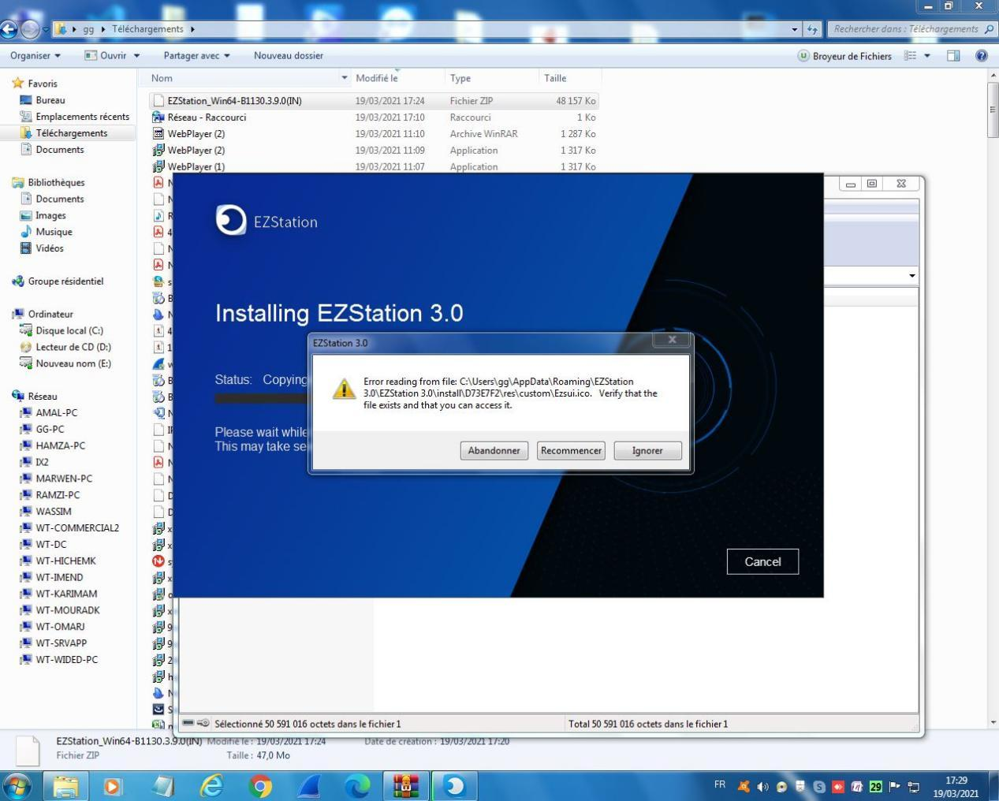 gg
Téléchargements
Rechercher dans : Téléchargements
Organiser
Ouvrir
Partager avec
Nouveau dossier
Broyeur de Fichiers
Favoris
Bureau
Emplacements récents
Téléchargements
Documents
Bibliothèques
Documents
Images
Musique
Vidéos
Groupe résidentiel
Ordinateur
Disque local (C:)
Lecteur de CD (D:)
Nouveau nom (E:)
Réseau
AMAL-PC
GG-PC
HAMZA-PC
IX2
MARWEN-PC
RAMZI-PC
WASSIM
WT-COMMERCIAL2
WT-DC
WT-HICHEMK
WT-IMEND
WT-KARIMAM
WT-MOURADK
WT-OMARJ
WT-SRVAPP
WT-WIDED-PC
Nom Modifié le Type Taille
EZStation_Win64-B1130.3.9.0(IN) 19/03/2021 17:24 Fichier ZIP 48 157 Ko
Réseau - Raccourci 19/03/2021 17:10 Raccourci 1 Ko
WebPlayer (2) 19/03/2021 11:10 Archive WinRAR 1 287 Ko
WebPlayer (2) 19/03/2021 11:09 Application 1 317 Ko
WebPlayer (1) 19/03/2021 11:07 Application 1 317 Ko
EZStation
Installing EZStation 3.0
Status: Copying
Please wait while
This may take se
EZStation 3.0
Error reading from file: C:\Users\gg\AppData\Roaming\EZStation
3.0\EZStation 3.0\install\D73E7F2\res\custom\Ezsui.ico. Verify that the
file exists and that you can access it.
Abandonner
Recommencer
Ignorer
Cancel
Sélectionné 50 591 016 octets dans le fichier 1
Total 50 591 016 octets dans le fichier 1
EZStation_Win64-B1130.3.9.0(IN) Modifié le : 19/03/2021 17:24 Date de création : 19/03/2021 17:20
Fichier ZIP Taille : 47,0 Mo
FR
29
17:29
19/03/2021